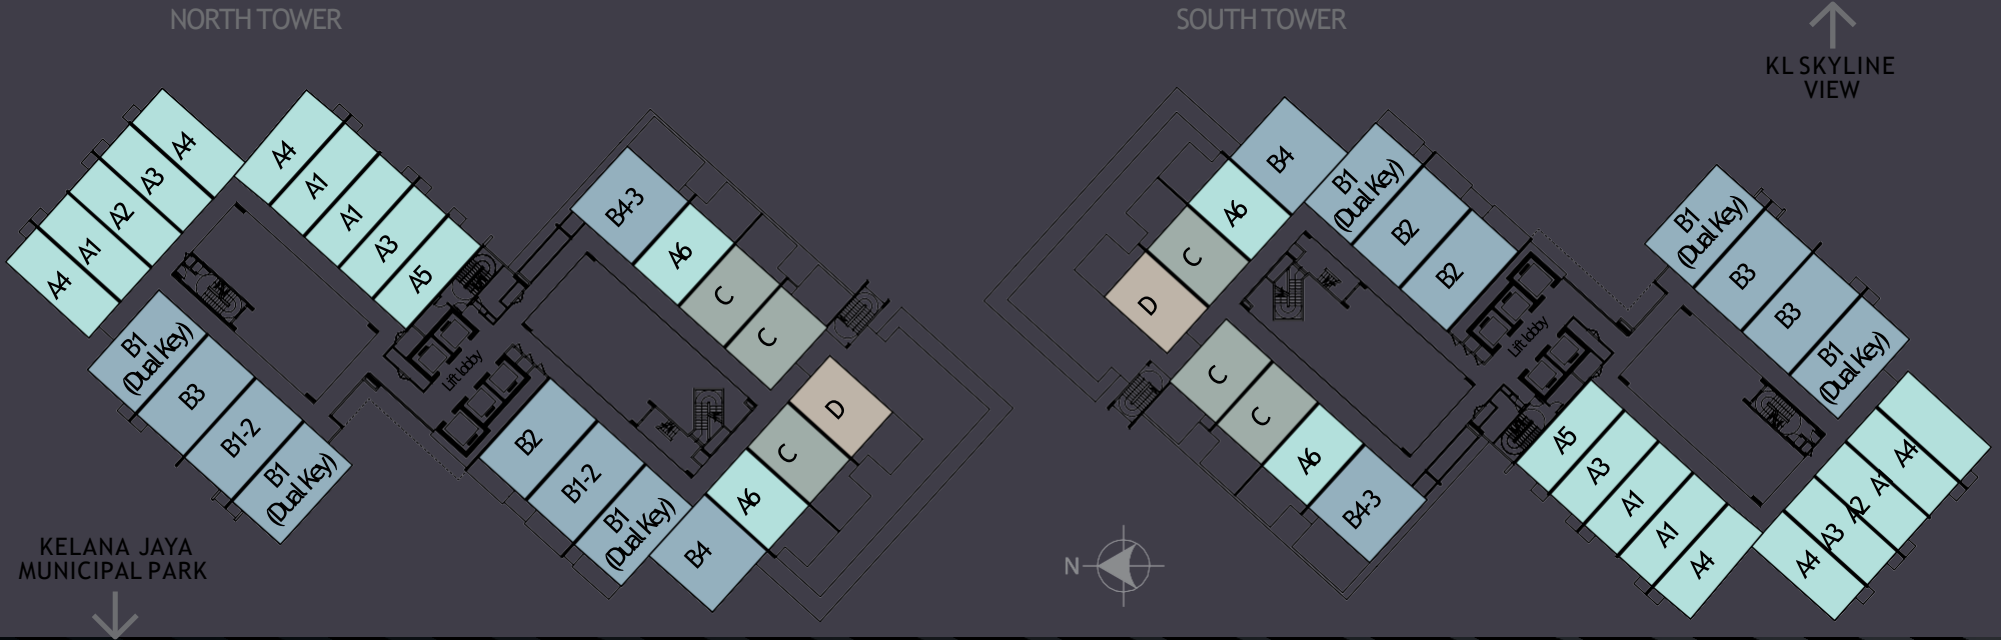 NORTH TOWER
SOUTH TOWER
KL SKYLINE
VIEW
A4
A3
A2
A1
A4
A4
A1
A1
A3
A5
B1
(Dual Key)
B3
B1-2
B1
(Dual Key)
Lift lobby
B4-3
A6
C
C
D
C
A6
B4
B2
B1-2
B1
(Dual Key)
KELANA JAYA
MUNICIPAL PARK
B4
A6
C
D
B1
(Dual Key)
B2
B2
Lift lobby
B1
(Dual Key)
B3
B3
B1
(Dual Key)
C
C
A6
B4-3
A5
A3
A1
A1
A4
A4
A1
A2
A3
A4
N